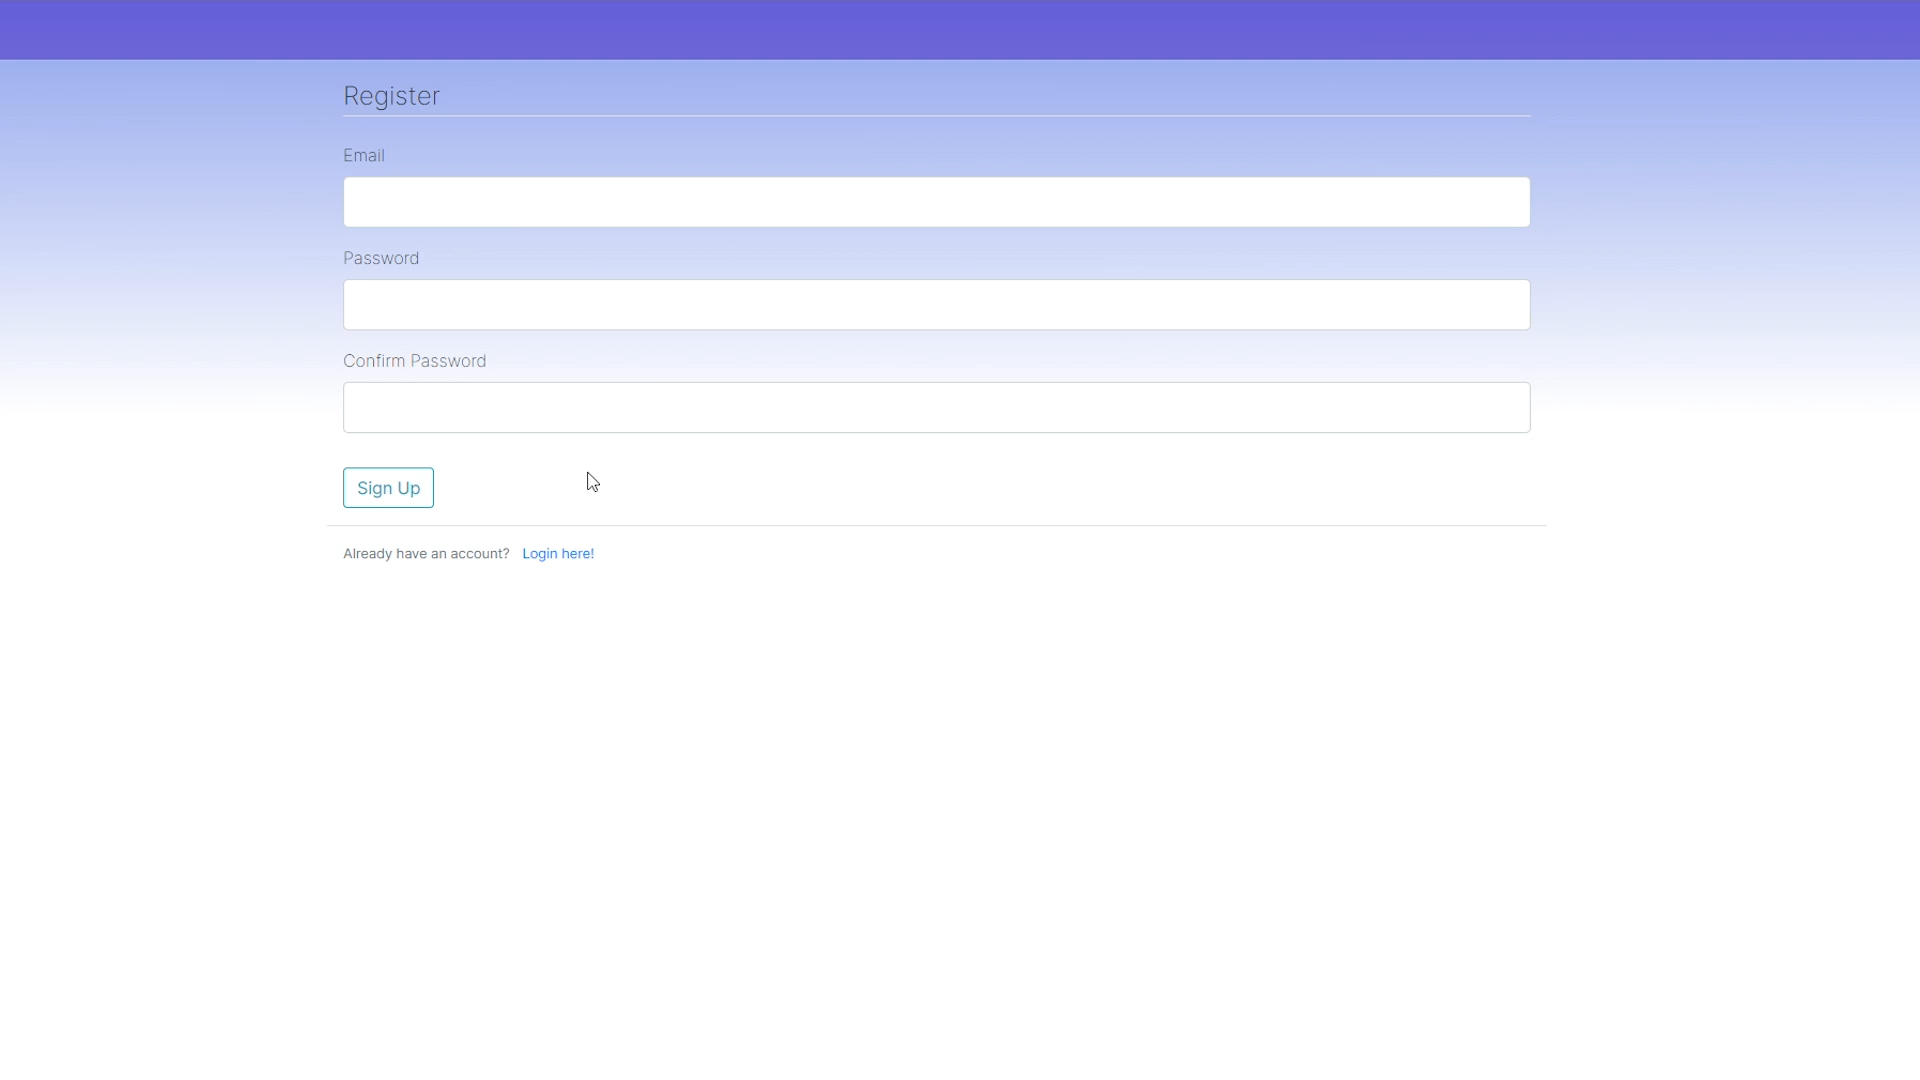 Register
Email
Password
Confirm Password
Sign Up
Already have an account? Login here!